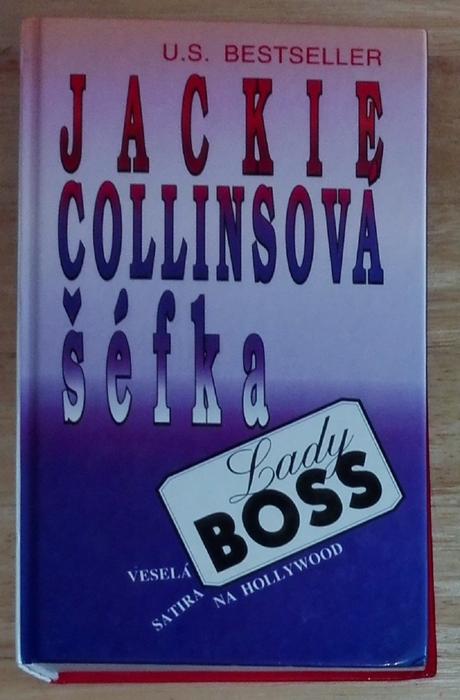 U.S. BESTSELLER
JACKIE
COLLINSOVÁ
šéfka
Lady
BOSS
VESELÁ
SATIRA
NA HOLLYWOOD